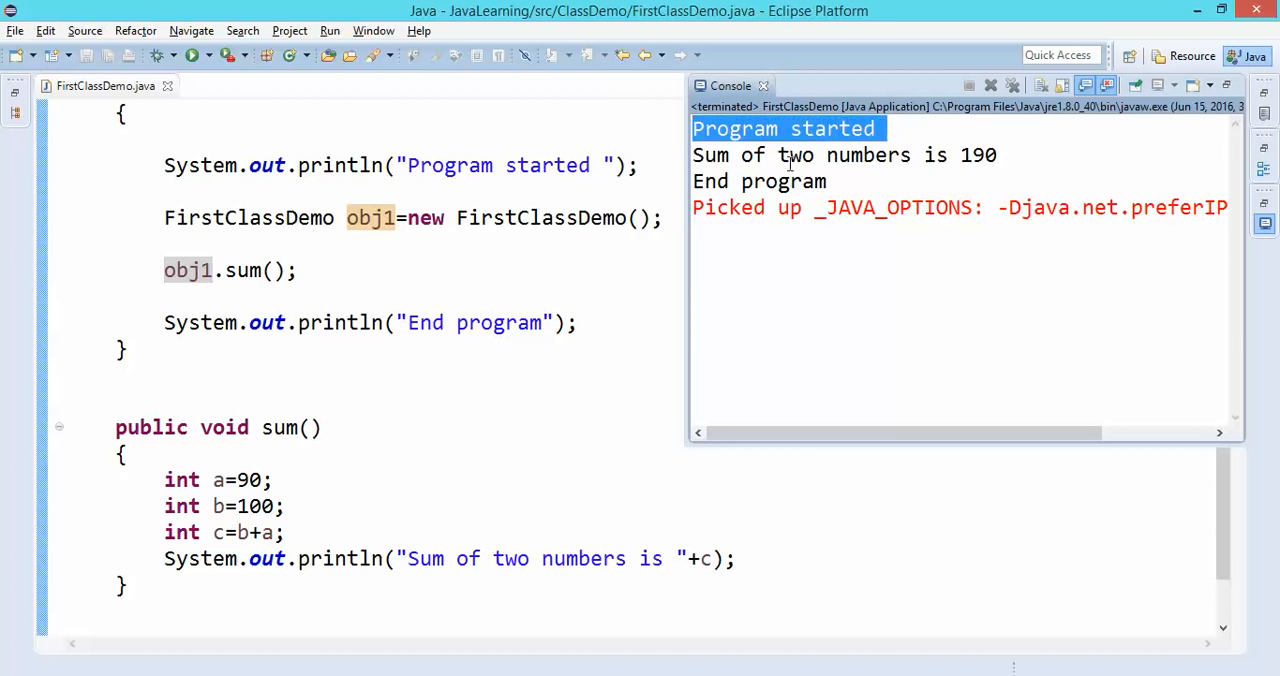 Java - JavaLearning/src/ClassDemo/FirstClassDemo.java - Eclipse Platform
File Edit Source Refactor Navigate Search Project Run Window Help
Quick Access Resource Java
FirstClassDemo.java
{
System.out.println("Program started ");
FirstClassDemo obj1=new FirstClassDemo();
obj1.sum();
System.out.println("End program");
}
public void sum()
{
int a=90;
int b=100;
int c=b+a;
System.out.println("Sum of two numbers is "+c);
}
Console
<terminated> FirstClassDemo [Java Application] C:\Program Files\Java\jre1.8.0_40\bin\javaw.exe (Jun 15, 2016, 3
Program started
Sum of two numbers is 190
End program
Picked up _JAVA_OPTIONS: -Djava.net.preferIP